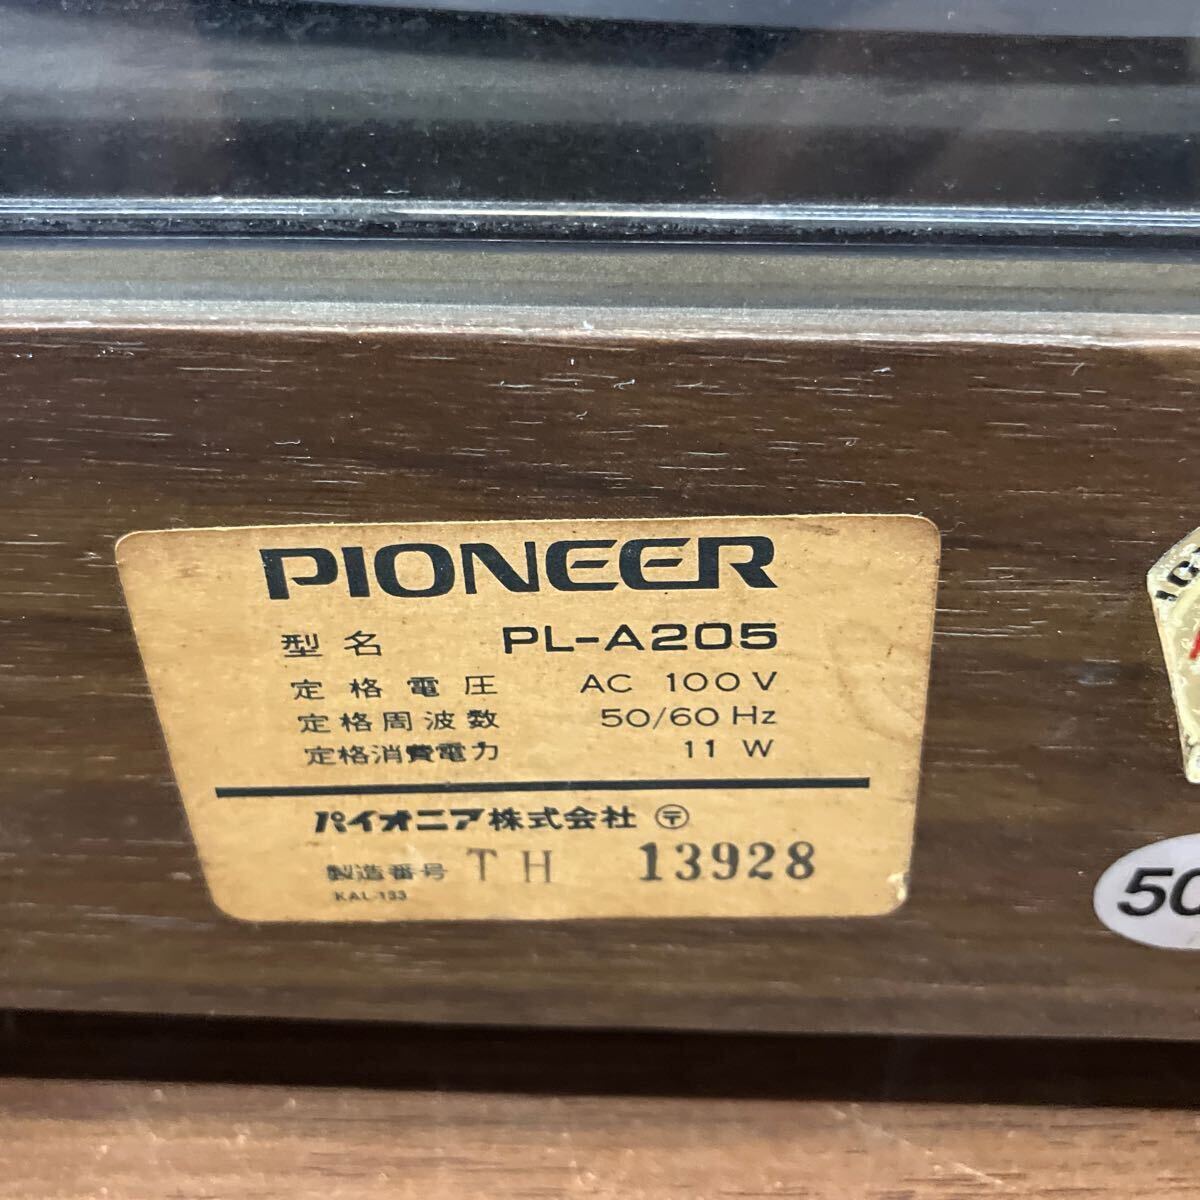 PIONEER
型名 PL-A205
定格電圧 AC 100V
定格周波数 50/60 Hz
定格消費電力 11 W
パイオニア株式会社 〶
製造番号 TH 13928
KAL-133
50